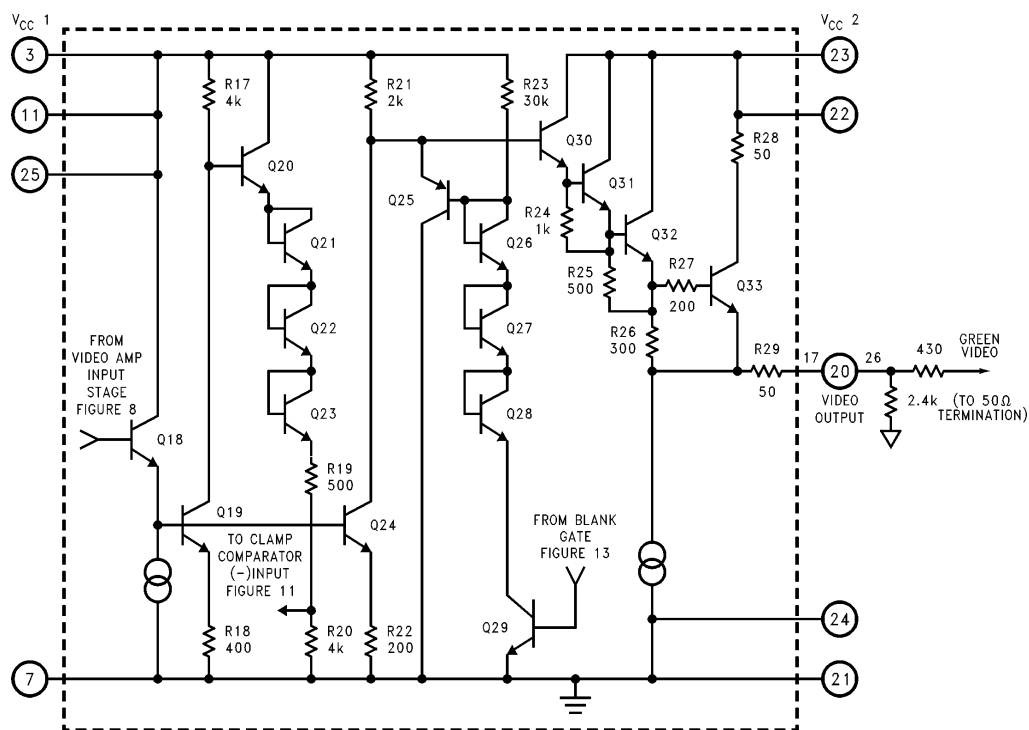 V_CC 1
V_CC 2
3
23
R17
4k
R21
2k
R23
30k
11
22
Q30
R28
50
25
Q20
Q31
Q25
R24
1k
Q21
Q26
Q32
R27
200
Q33
R25
500
Q22
Q27
R26
300
FROM
VIDEO AMP
INPUT
STAGE
FIGURE 8
R29
50
17
20
VIDEO
OUTPUT
26
430
GREEN
VIDEO
2.4k
(TO 50Ω
TERMINATION)
Q23
Q28
Q18
R19
500
Q19
Q24
TO CLAMP
COMPARATOR
(-)INPUT
FIGURE 11
FROM BLANK
GATE
FIGURE 13
R18
400
R20
4k
R22
200
Q29
24
7
21